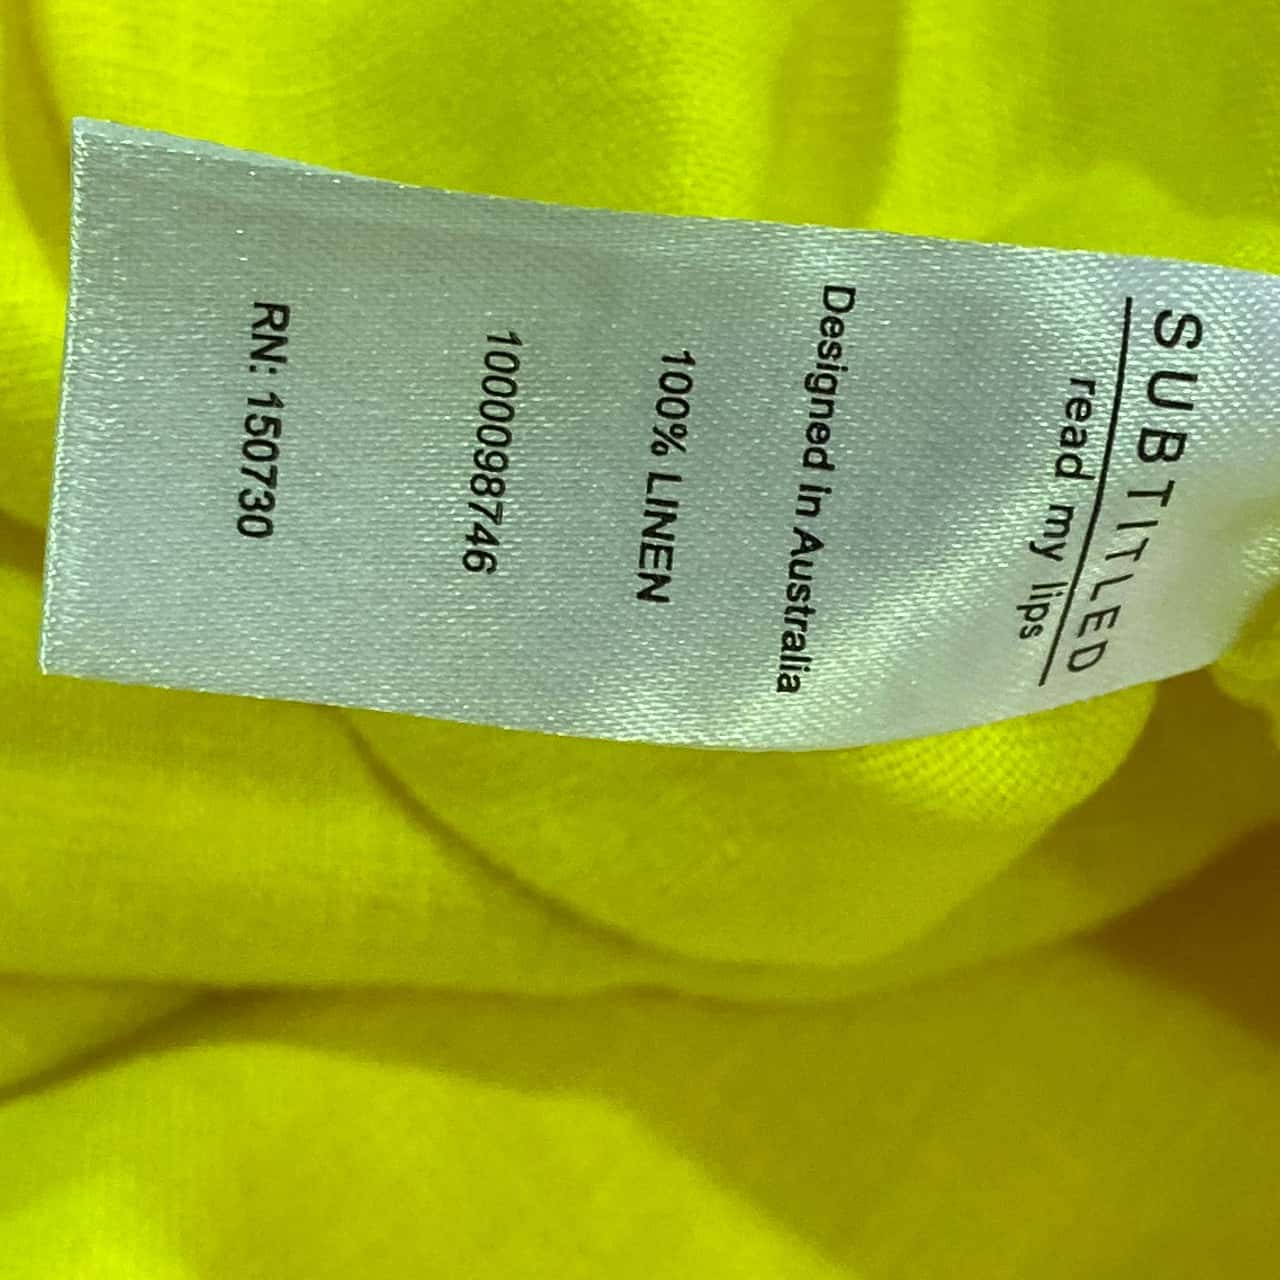 SUBTITLED
read my lips
Designed in Australia
100% LINEN
1000098746
RN: 150730